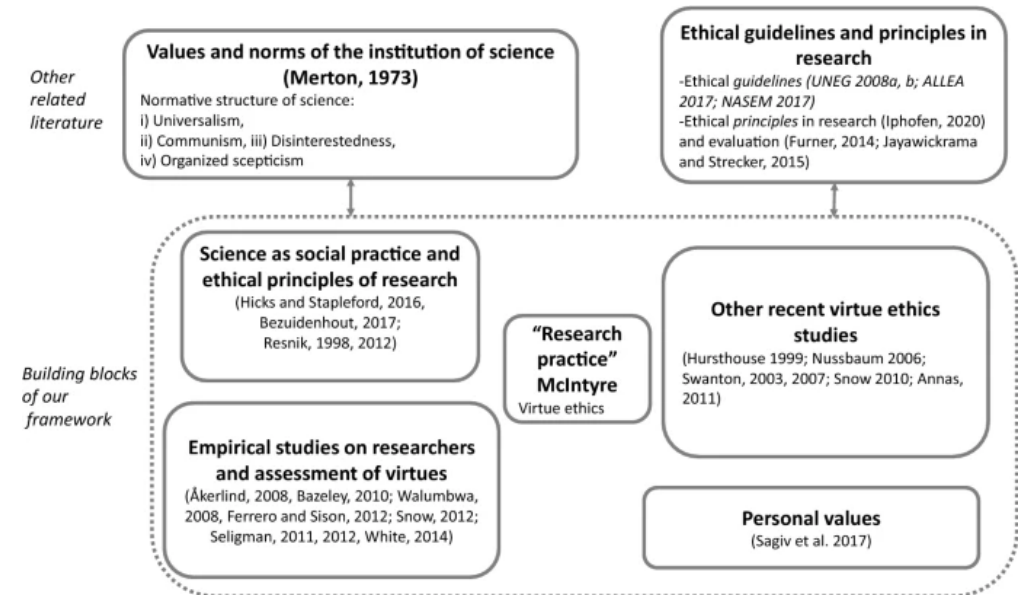 Other
related
literature
Values and norms of the institution of science
(Merton, 1973)
Normative structure of science:
i) Universalism,
ii) Communism, iii) Disinterestedness,
iv) Organized scepticism
Ethical guidelines and principles in
research
-Ethical guidelines (UNEG 2008a, b; ALLEA
2017; NASEM 2017)
-Ethical principles in research (Iphofen, 2020)
and evaluation (Furner, 2014; Jayawickrama
and Strecker, 2015)
Building blocks
of our
framework
Science as social practice and
ethical principles of research
(Hicks and Stapleford, 2016,
Bezuidenhout, 2017;
Resnik, 1998, 2012)
Empirical studies on researchers
and assessment of virtues
(Åkerlind, 2008, Bazeley, 2010; Walumbwa,
2008, Ferrero and Sison, 2012; Snow, 2012;
Seligman, 2011, 2012, White, 2014)
“Research
practice”
McIntyre
Virtue ethics
Other recent virtue ethics
studies
(Hursthouse 1999; Nussbaum 2006;
Swanton, 2003, 2007; Snow 2010; Annas,
2011)
Personal values
(Sagiv et al. 2017)